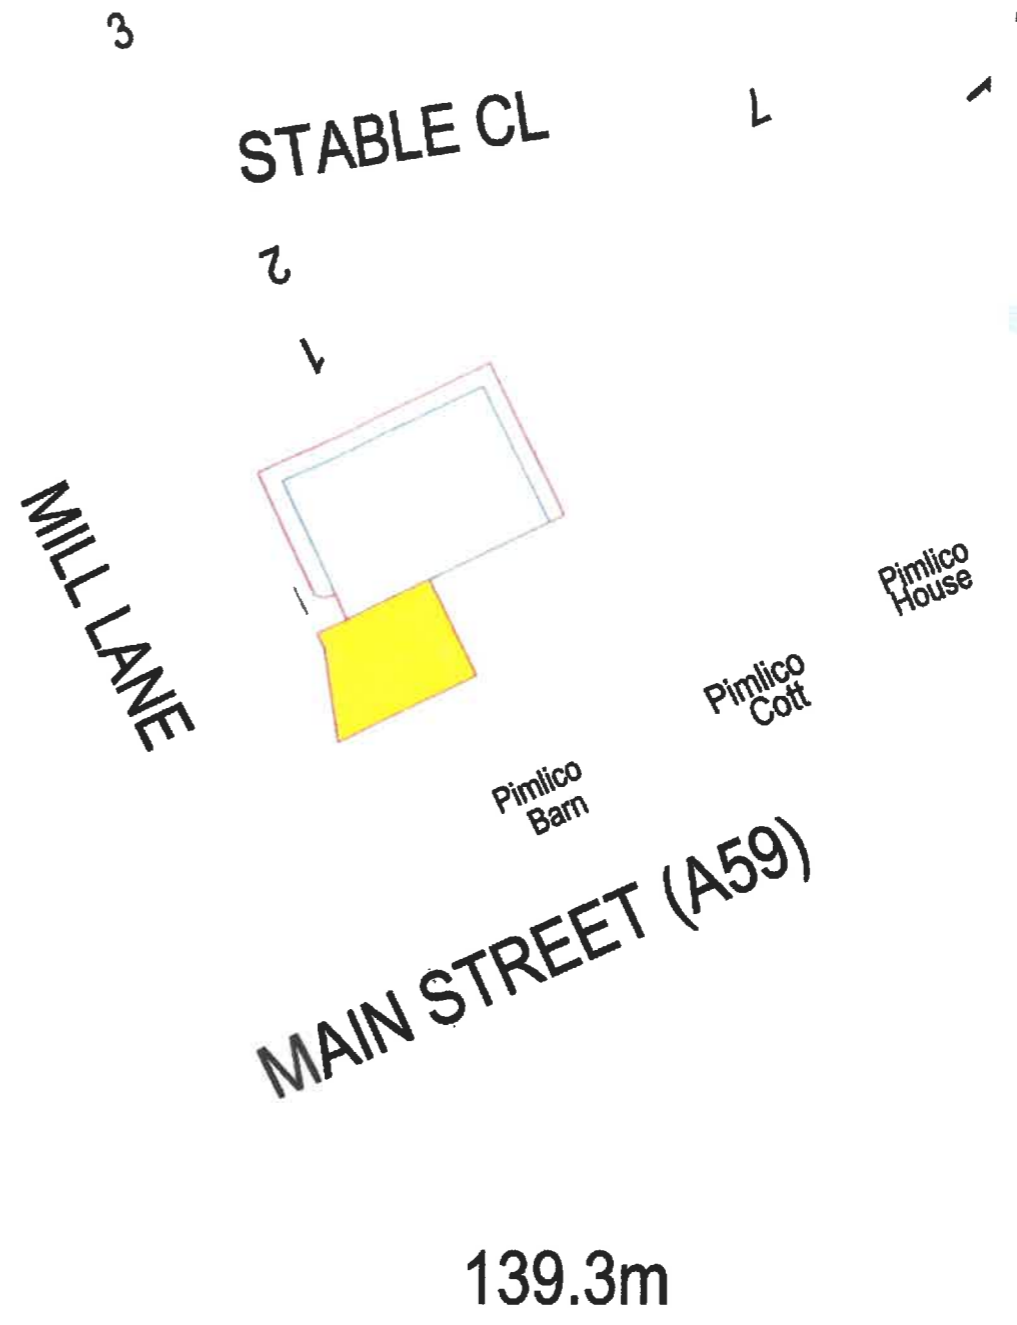 3
STABLE CL
7
1
2
1
MILL LANE
Pimlico
House
Pimlico
Cott
Pimlico
Barn
MAIN STREET (A59)
139.3m